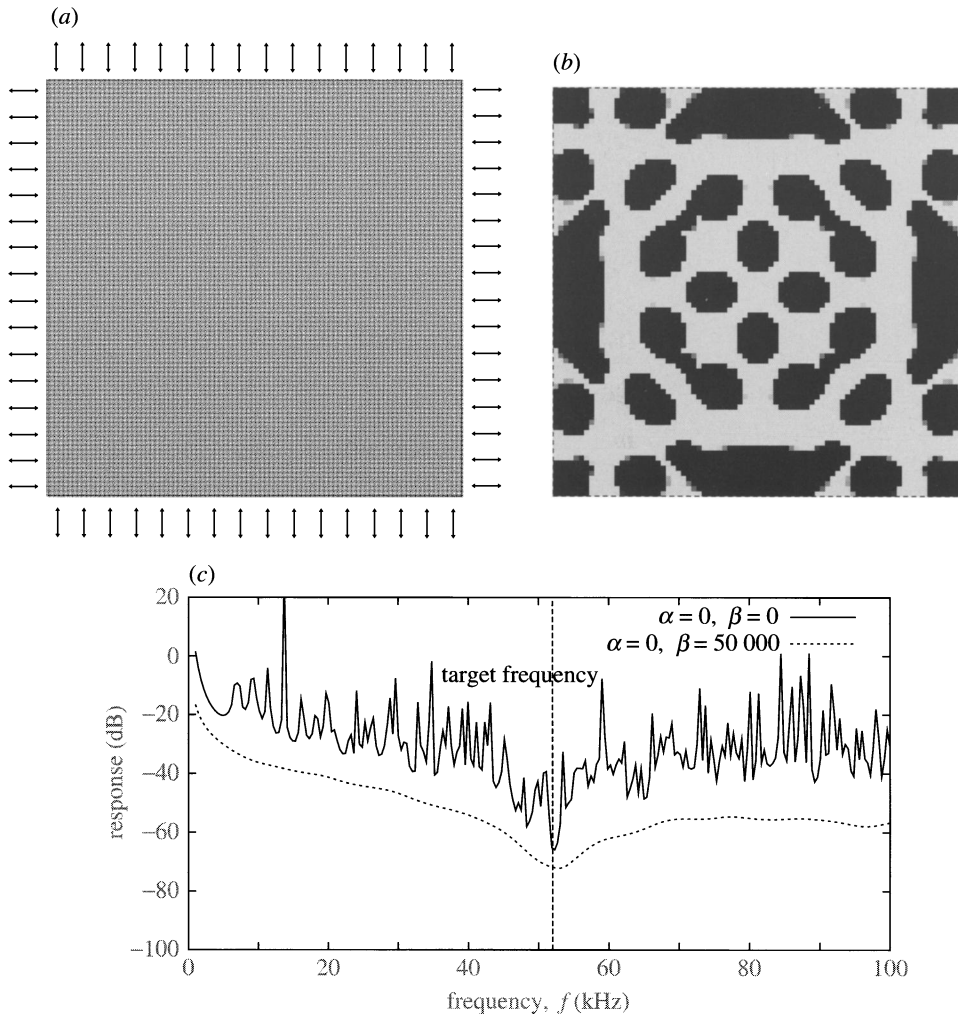 (a)
(b)
(c)
20
0
−20
−40
−60
−80
−100
response (dB)
α = 0, β = 0
α = 0, β = 50 000
target frequency
0
20
40
60
80
100
frequency, f (kHz)